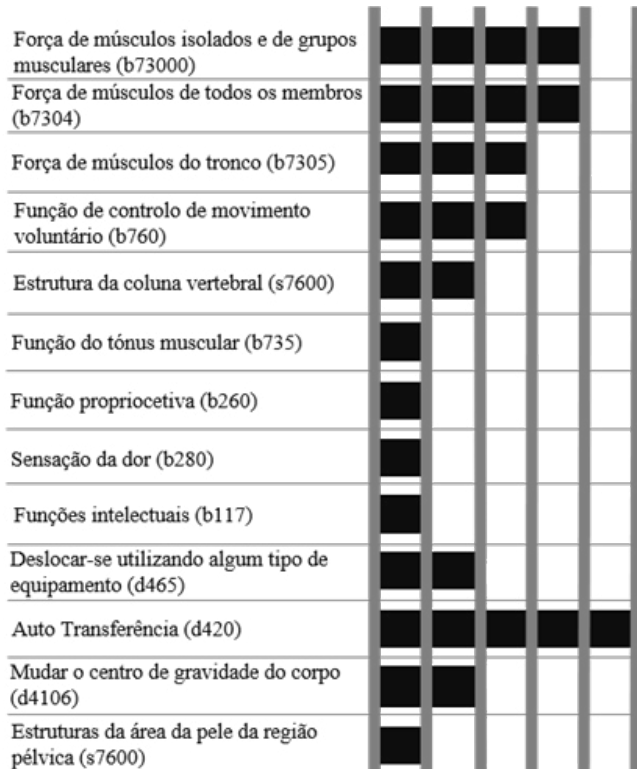 Força de músculos isolados e de grupos
musculares (b73000)
Força de músculos de todos os membros
(b7304)
Força de músculos do tronco (b7305)
Função de controlo de movimento
voluntário (b760)
Estrutura da coluna vertebral (s7600)
Função do tónus muscular (b735)
Função propriocetiva (b260)
Sensação da dor (b280)
Funções intelectuais (b117)
Deslocar-se utilizando algum tipo de
equipamento (d465)
Auto Transferência (d420)
Mudar o centro de gravidade do corpo
(d4106)
Estruturas da área da pele da região
pélvica (s7600)